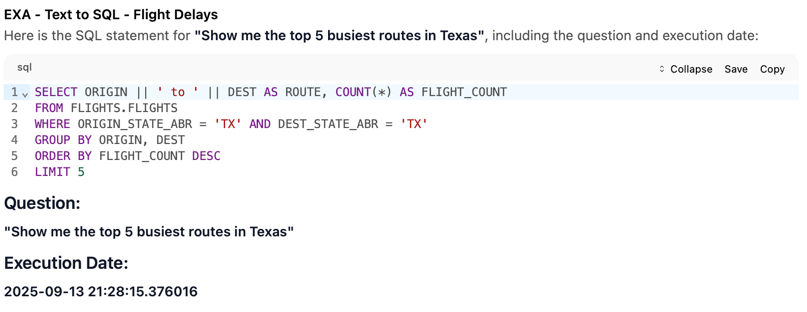 EXA - Text to SQL - Flight Delays
Here is the SQL statement for "Show me the top 5 busiest routes in Texas", including the question and execution date:
sql
Collapse Save Copy
1 SELECT ORIGIN || ' to ' || DEST AS ROUTE, COUNT(*) AS FLIGHT_COUNT
2 FROM FLIGHTS.FLIGHTS
3 WHERE ORIGIN_STATE_ABR = 'TX' AND DEST_STATE_ABR = 'TX'
4 GROUP BY ORIGIN, DEST
5 ORDER BY FLIGHT_COUNT DESC
6 LIMIT 5
Question:
"Show me the top 5 busiest routes in Texas"
Execution Date:
2025-09-13 21:28:15.376016